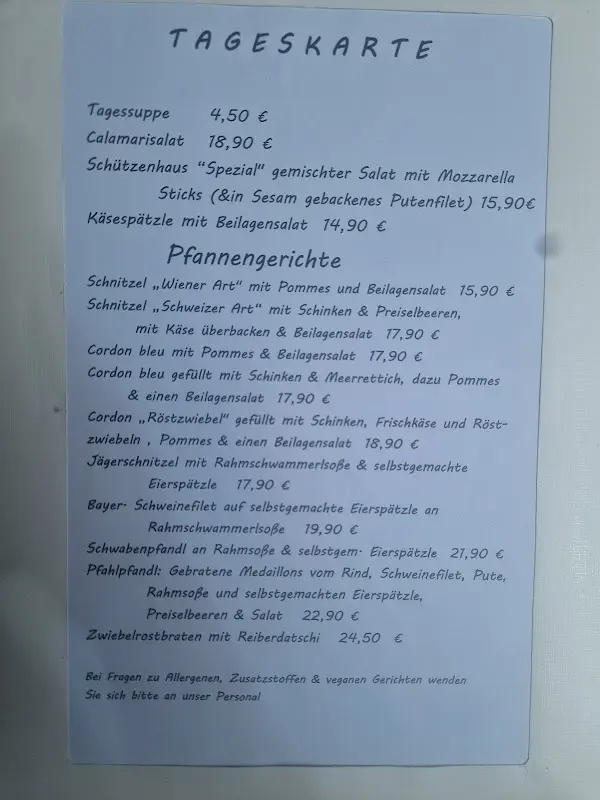 TAGESKARTE
Tagessuppe 4,50 €
Calamarisalat 18,90 €
Schützenhaus "Spezial" gemischter Salat mit Mozzarella
Sticks (&in Sesam gebackenes Putenfilet) 15,90€
Käsespätzle mit Beilagensalat 14,90 €
Pfannengerichte
Schnitzel „Wiener Art" mit Pommes und Beilagensalat 15,90 €
Schnitzel „Schweizer Art" mit Schinken & Preiselbeeren,
mit Käse überbacken & Beilagensalat 17,90 €
Cordon bleu mit Pommes & Beilagensalat 17,90 €
Cordon bleu gefüllt mit Schinken & Meerrettich, dazu Pommes
& einen Beilagensalat 17,90 €
Cordon „Röstzwiebel" gefüllt mit Schinken, Frischkäse und Röst-
zwiebeln , Pommes & einen Beilagensalat 18,90 €
Jägerschnitzel mit Rahmschwammerlsoße & selbstgemachte
Eierspätzle 17,90 €
Bayer. Schweinefilet auf selbstgemachte Eierspätzle an
Rahmschwammerlsoße 19,90 €
Schwabenpfandl an Rahmsoße & selbstgem. Eierspätzle 21,90 €
Pfahlpfandl: Gebratene Medaillons vom Rind, Schweinefilet, Pute,
Rahmsoße und selbstgemachten Eierspätzle,
Preiselbeeren & Salat 22,90 €
Zwiebelrostbraten mit Reiberdatschi 24,50 €
Bei Fragen zu Allergenen, Zusatzstoffen & veganen Gerichten wenden
Sie sich bitte an unser Personal